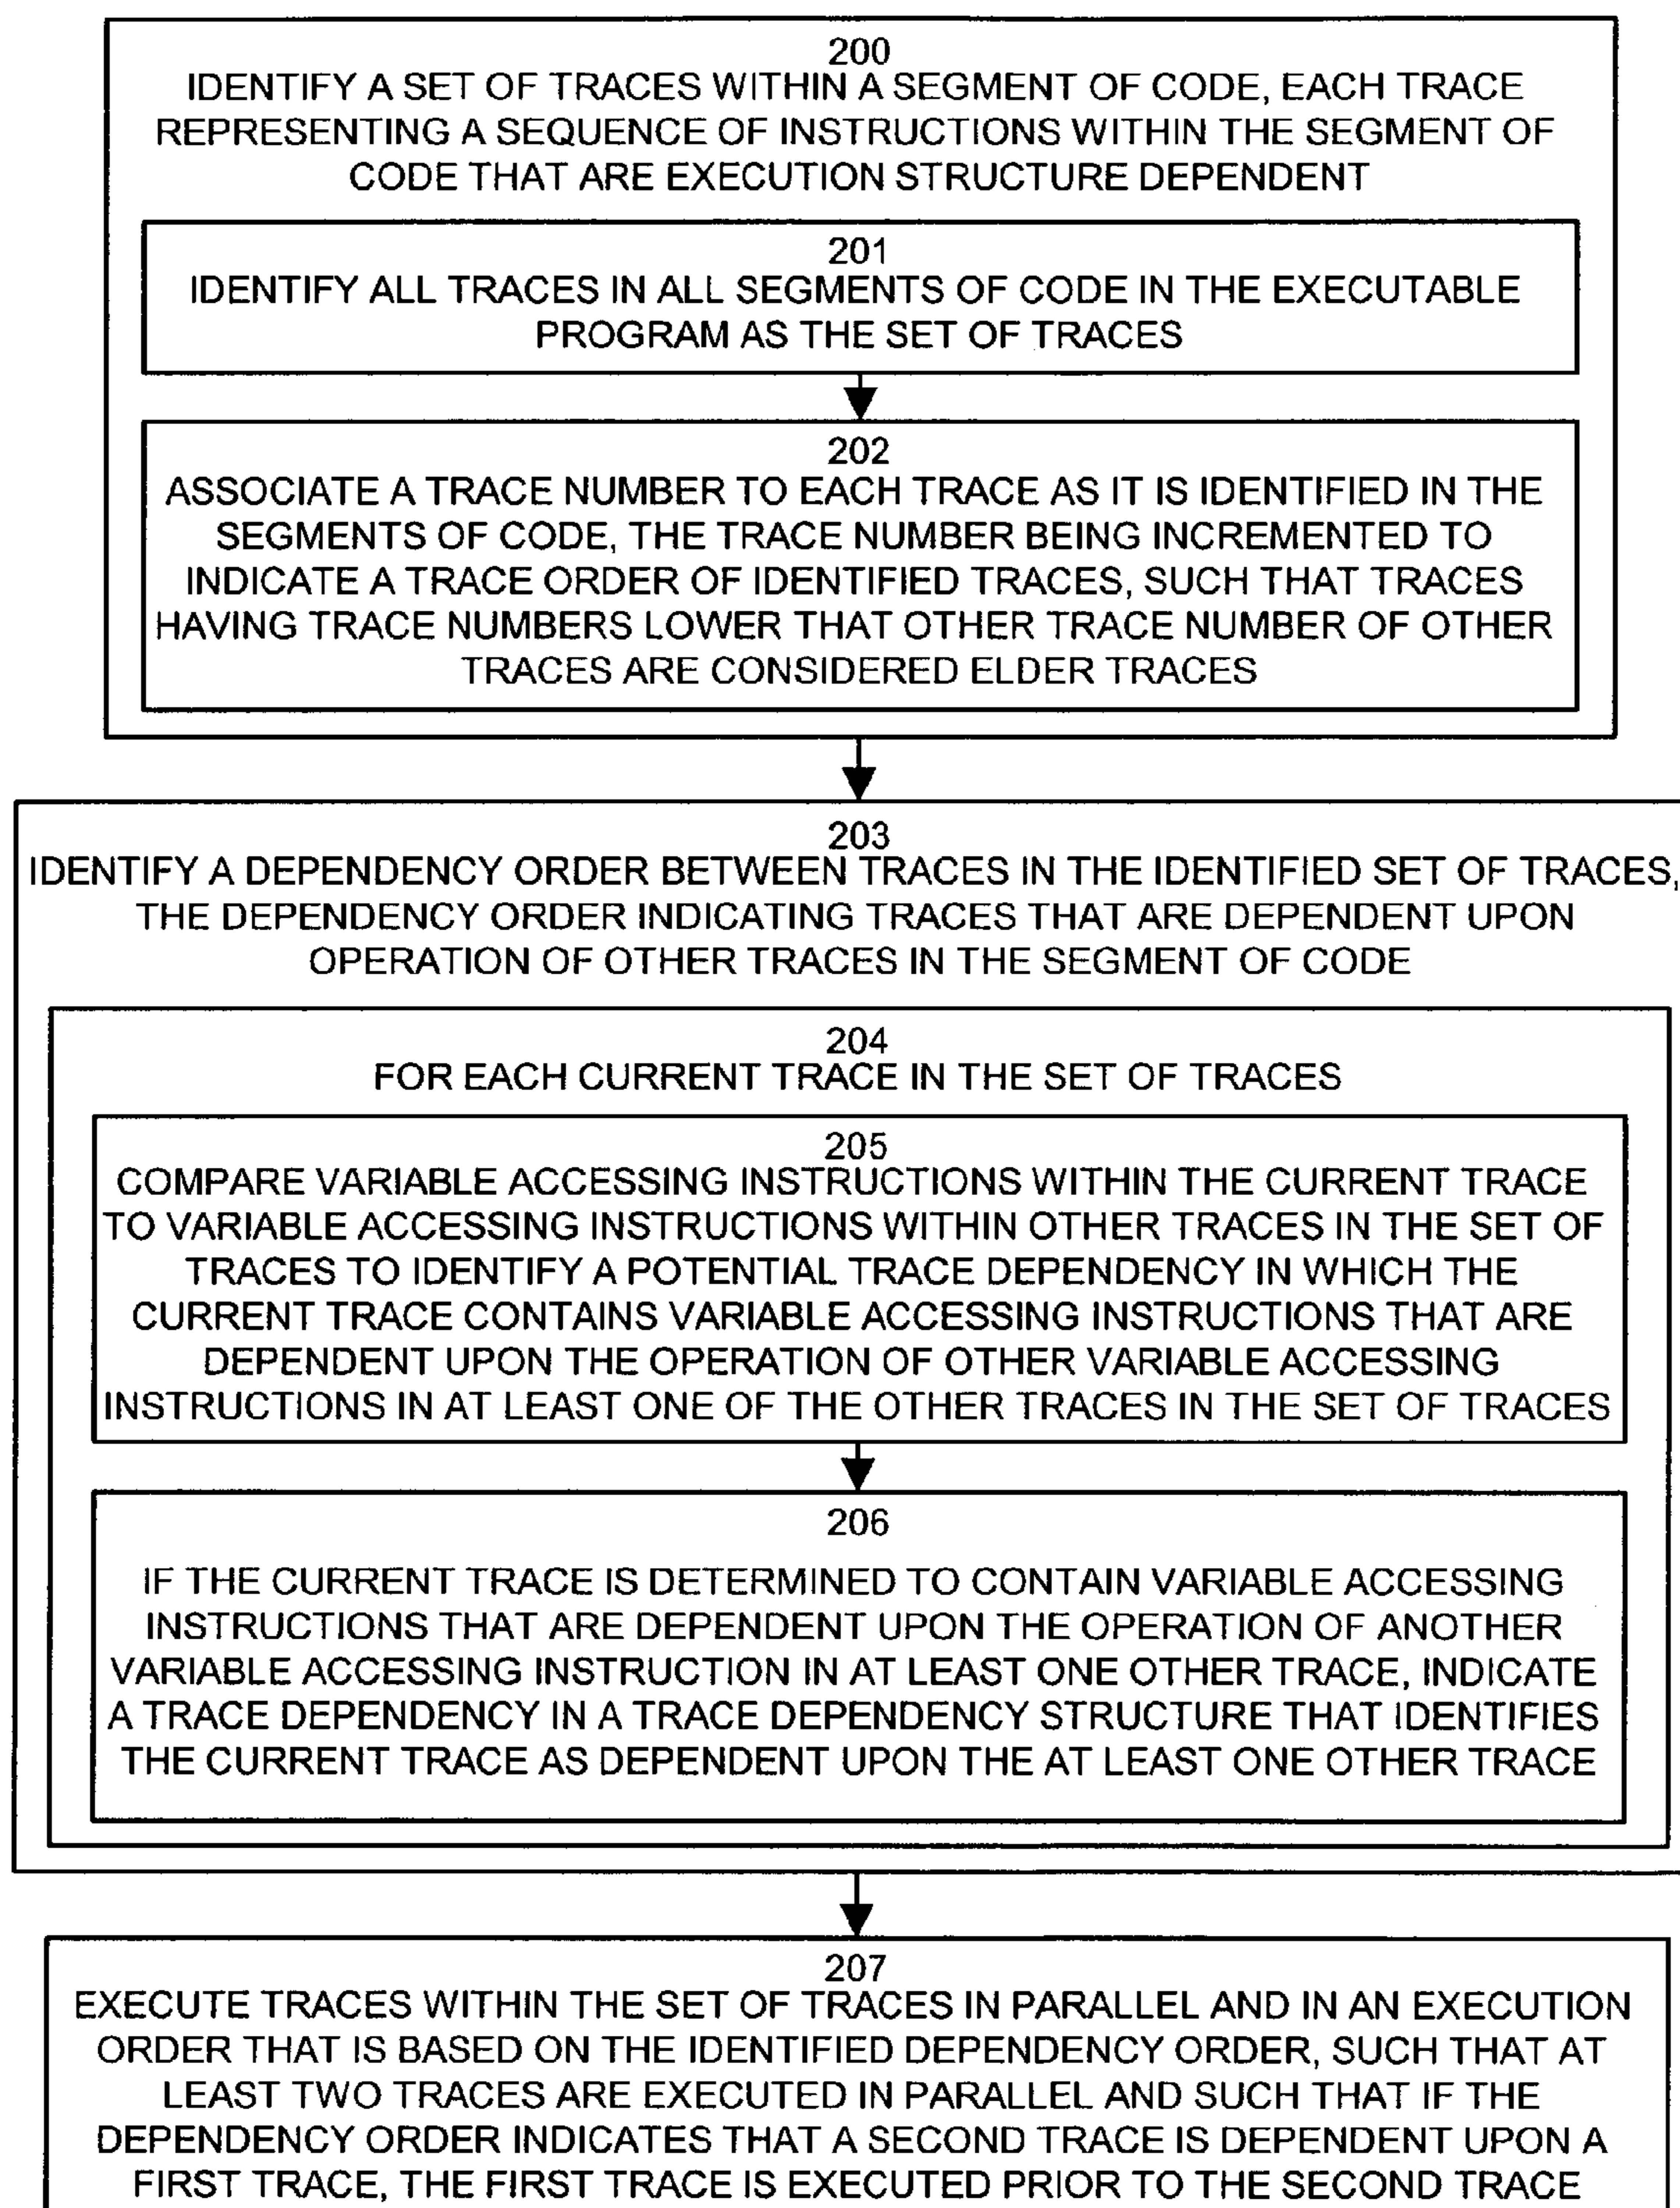 200
IDENTIFY A SET OF TRACES WITHIN A SEGMENT OF CODE, EACH TRACE
REPRESENTING A SEQUENCE OF INSTRUCTIONS WITHIN THE SEGMENT OF
CODE THAT ARE EXECUTION STRUCTURE DEPENDENT
201
IDENTIFY ALL TRACES IN ALL SEGMENTS OF CODE IN THE EXECUTABLE
PROGRAM AS THE SET OF TRACES
202
ASSOCIATE A TRACE NUMBER TO EACH TRACE AS IT IS IDENTIFIED IN THE
SEGMENTS OF CODE, THE TRACE NUMBER BEING INCREMENTED TO
INDICATE A TRACE ORDER OF IDENTIFIED TRACES, SUCH THAT TRACES
HAVING TRACE NUMBERS LOWER THAT OTHER TRACE NUMBER OF OTHER
TRACES ARE CONSIDERED ELDER TRACES
203
IDENTIFY A DEPENDENCY ORDER BETWEEN TRACES IN THE IDENTIFIED SET OF TRACES,
THE DEPENDENCY ORDER INDICATING TRACES THAT ARE DEPENDENT UPON
OPERATION OF OTHER TRACES IN THE SEGMENT OF CODE
204
FOR EACH CURRENT TRACE IN THE SET OF TRACES
205
COMPARE VARIABLE ACCESSING INSTRUCTIONS WITHIN THE CURRENT TRACE
TO VARIABLE ACCESSING INSTRUCTIONS WITHIN OTHER TRACES IN THE SET OF
TRACES TO IDENTIFY A POTENTIAL TRACE DEPENDENCY IN WHICH THE
CURRENT TRACE CONTAINS VARIABLE ACCESSING INSTRUCTIONS THAT ARE
DEPENDENT UPON THE OPERATION OF OTHER VARIABLE ACCESSING
INSTRUCTIONS IN AT LEAST ONE OF THE OTHER TRACES IN THE SET OF TRACES
206
IF THE CURRENT TRACE IS DETERMINED TO CONTAIN VARIABLE ACCESSING
INSTRUCTIONS THAT ARE DEPENDENT UPON THE OPERATION OF ANOTHER
VARIABLE ACCESSING INSTRUCTION IN AT LEAST ONE OTHER TRACE, INDICATE
A TRACE DEPENDENCY IN A TRACE DEPENDENCY STRUCTURE THAT IDENTIFIES
THE CURRENT TRACE AS DEPENDENT UPON THE AT LEAST ONE OTHER TRACE
207
EXECUTE TRACES WITHIN THE SET OF TRACES IN PARALLEL AND IN AN EXECUTION
ORDER THAT IS BASED ON THE IDENTIFIED DEPENDENCY ORDER, SUCH THAT AT
LEAST TWO TRACES ARE EXECUTED IN PARALLEL AND SUCH THAT IF THE
DEPENDENCY ORDER INDICATES THAT A SECOND TRACE IS DEPENDENT UPON A
FIRST TRACE, THE FIRST TRACE IS EXECUTED PRIOR TO THE SECOND TRACE